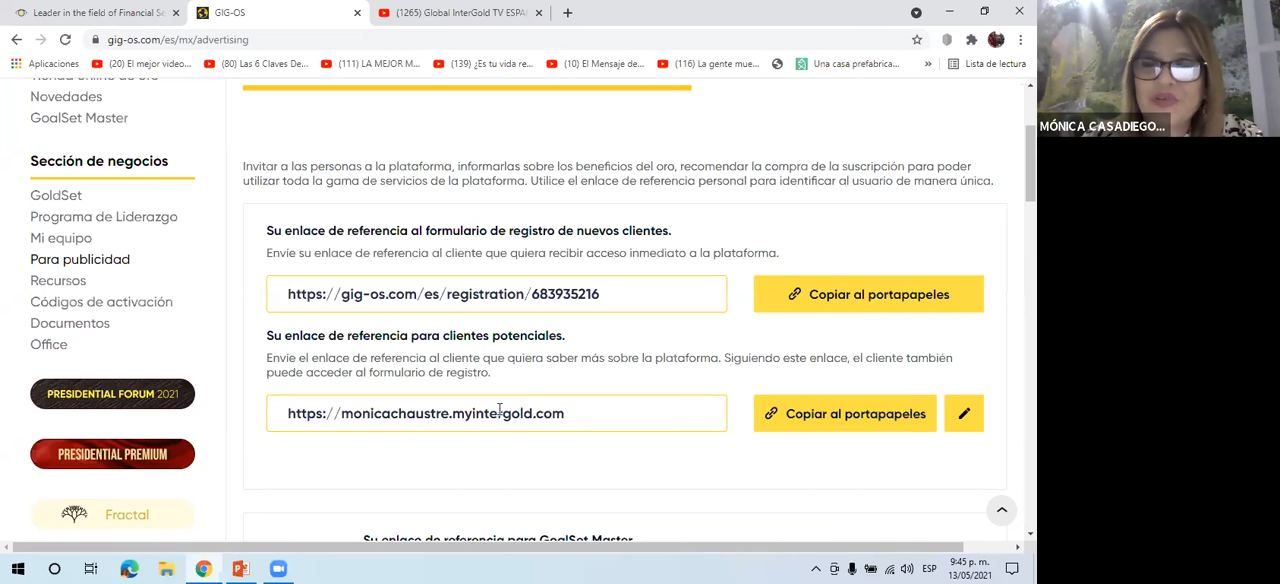 Leader in the field of Financial Se
GIG-OS
(1265) Global InterGold TV ESPA
gig-os.com/es/mx/advertising
Aplicaciones
(20) El mejor video...
(80) Las 6 Claves De...
(111) LA MEJOR M...
(139) ¿Es tu vida re...
(10) El Mensaje de...
(116) La gente mue...
Una casa prefabrica...
»
Lista de lectura
MÓNICA CASADIEGO...
Novedades
GoalSet Master
Sección de negocios
GoldSet
Programa de Liderazgo
Mi equipo
Para publicidad
Recursos
Códigos de activación
Documentos
Office
PRESIDENTIAL FORUM 2021
PRESIDENTIAL PREMIUM
Fractal
Invitar a las personas a la plataforma, informarlas sobre los beneficios del oro, recomendar la compra de la suscripción para poder
utilizar toda la gama de servicios de la plataforma. Utilice el enlace de referencia personal para identificar al usuario de manera única.
Su enlace de referencia al formulario de registro de nuevos clientes.
Envíe su enlace de referencia al cliente que quiera recibir acceso inmediato a la plataforma.
https://gig-os.com/es/registration/683935216
Copiar al portapapeles
Su enlace de referencia para clientes potenciales.
Envíe el enlace de referencia al cliente que quiera saber más sobre la plataforma. Siguiendo este enlace, el cliente también
puede acceder al formulario de registro.
https://monicachaustre.myintergold.com
Copiar al portapapeles
Su enlace de referencia para GoalSet Master
ESP
9:45 p. m.
13/05/2021